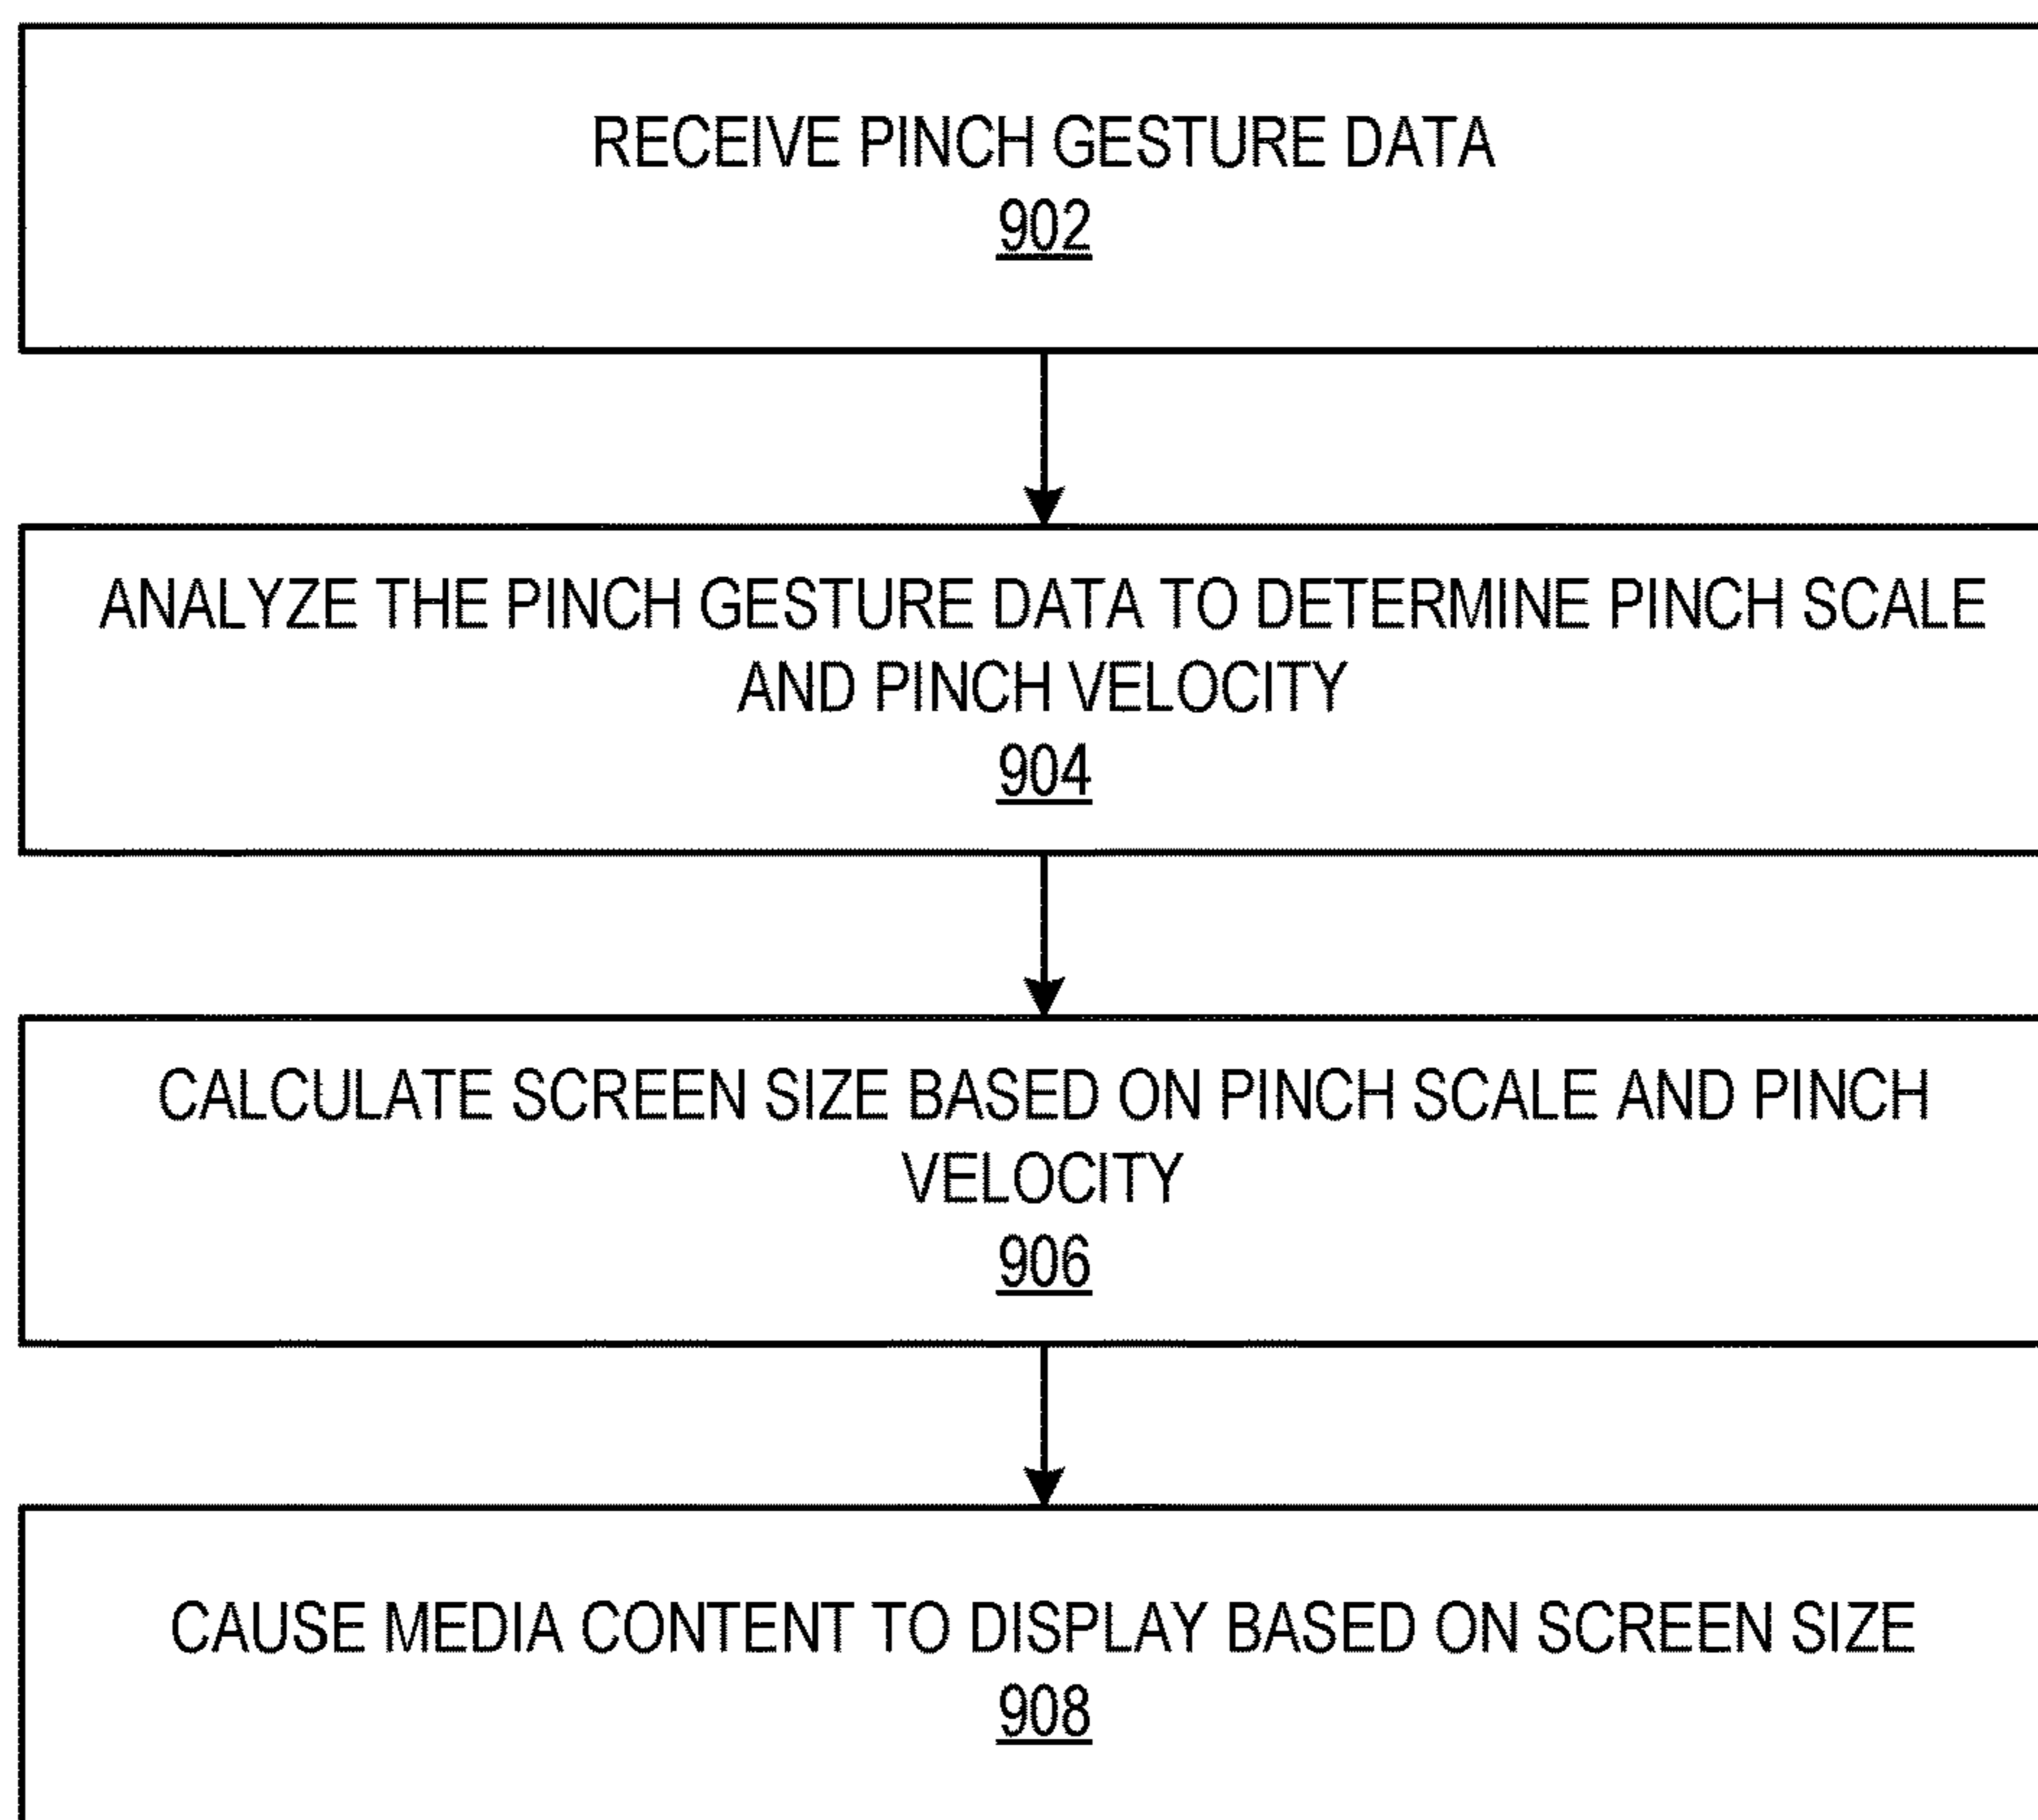 RECEIVE PINCH GESTURE DATA
902
ANALYZE THE PINCH GESTURE DATA TO DETERMINE PINCH SCALE
AND PINCH VELOCITY
904
CALCULATE SCREEN SIZE BASED ON PINCH SCALE AND PINCH
VELOCITY
906
CAUSE MEDIA CONTENT TO DISPLAY BASED ON SCREEN SIZE
908